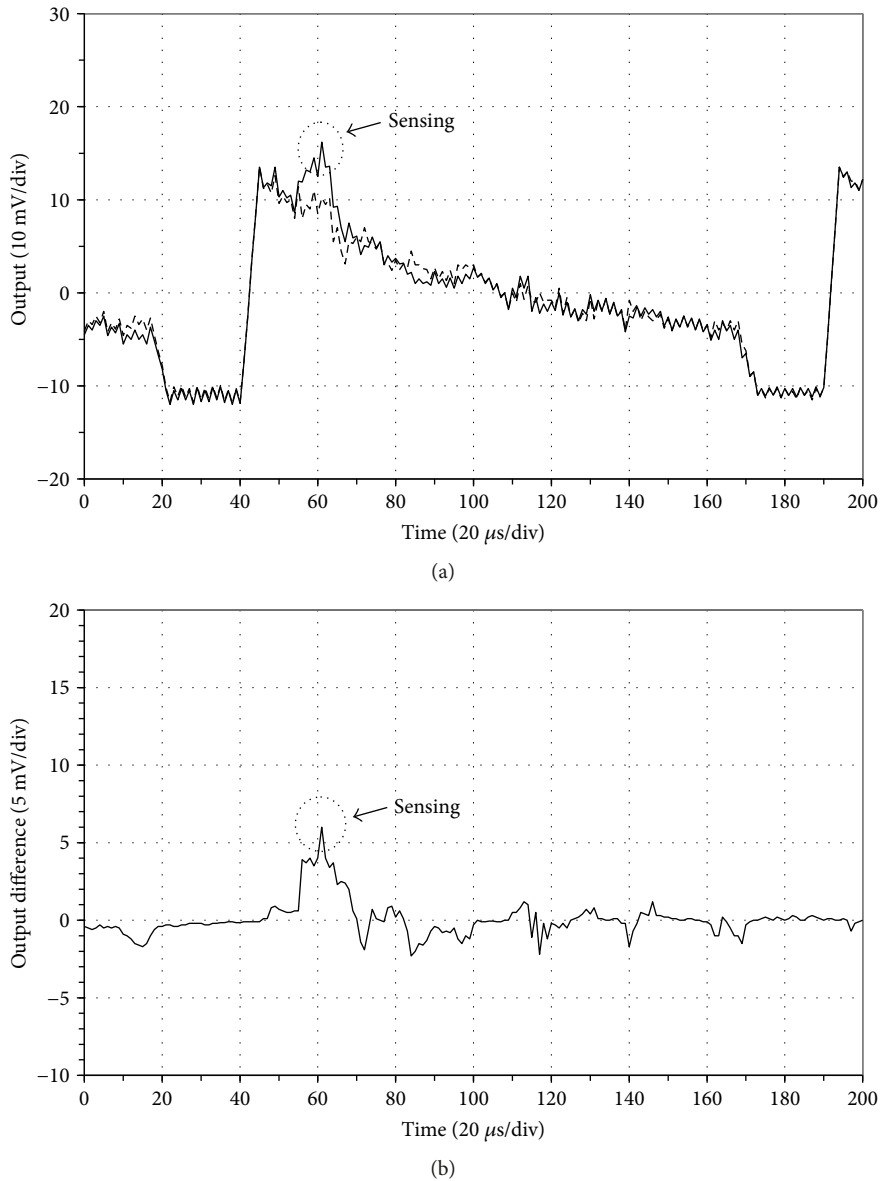 30
20
Sensing
10
0
−10
−20
Output (10 mV/div)
0 20 40 60 80 100 120 140 160 180 200
Time (20 μs/div)
(a)
20
15
10
Sensing
5
0
−5
−10
Output difference (5 mV/div)
0 20 40 60 80 100 120 140 160 180 200
Time (20 μs/div)
(b)